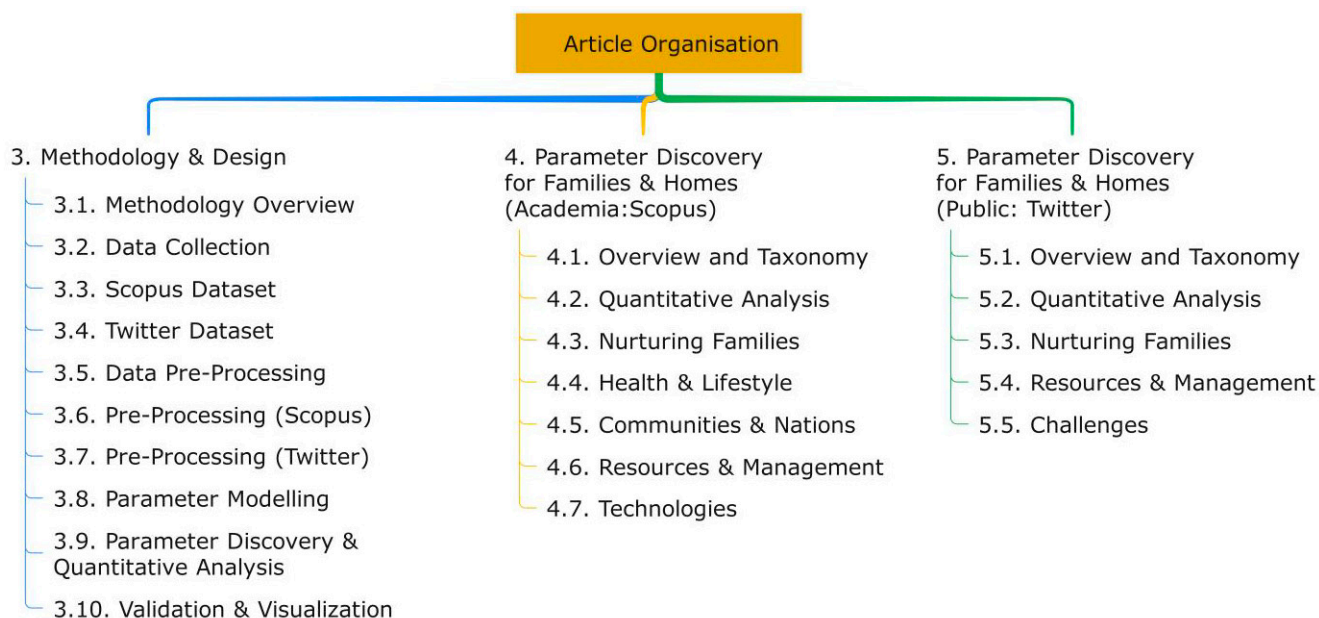 Article Organisation
3. Methodology & Design
3.1. Methodology Overview
3.2. Data Collection
3.3. Scopus Dataset
3.4. Twitter Dataset
3.5. Data Pre-Processing
3.6. Pre-Processing (Scopus)
3.7. Pre-Processing (Twitter)
3.8. Parameter Modelling
3.9. Parameter Discovery &
Quantitative Analysis
3.10. Validation & Visualization
4. Parameter Discovery
for Families & Homes
(Academia:Scopus)
4.1. Overview and Taxonomy
4.2. Quantitative Analysis
4.3. Nurturing Families
4.4. Health & Lifestyle
4.5. Communities & Nations
4.6. Resources & Management
4.7. Technologies
5. Parameter Discovery
for Families & Homes
(Public: Twitter)
5.1. Overview and Taxonomy
5.2. Quantitative Analysis
5.3. Nurturing Families
5.4. Resources & Management
5.5. Challenges